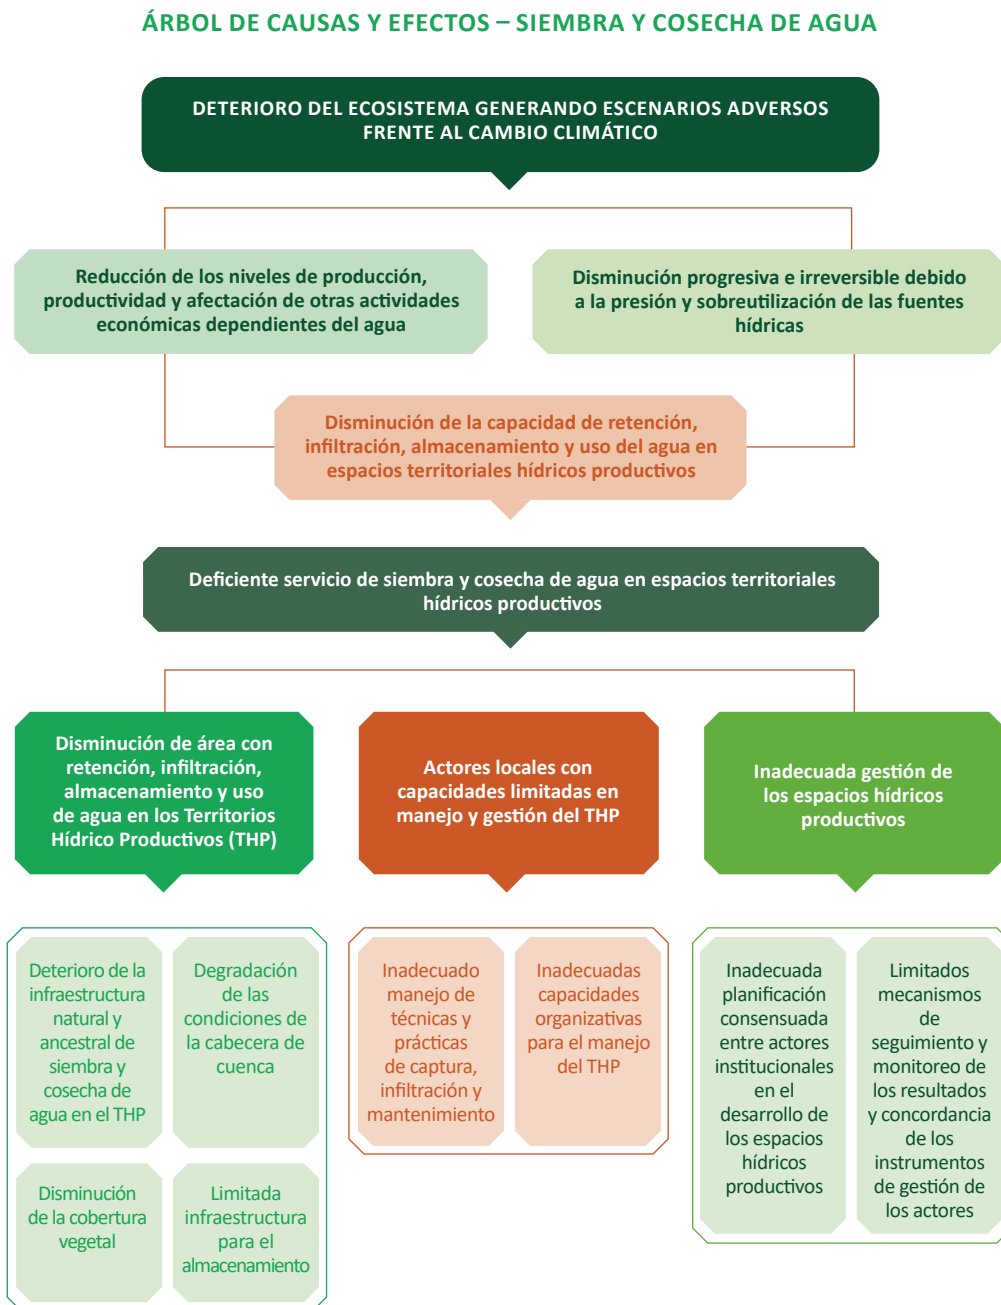 ÁRBOL DE CAUSAS Y EFECTOS – SIEMBRA Y COSECHA DE AGUA
DETERIORO DEL ECOSISTEMA GENERANDO ESCENARIOS ADVERSOS
FRENTE AL CAMBIO CLIMÁTICO
Reducción de los niveles de producción,
productividad y afectación de otras actividades
económicas dependientes del agua
Disminución progresiva e irreversible debido
a la presión y sobreutilización de las fuentes
hídricas
Disminución de la capacidad de retención,
infiltración, almacenamiento y uso del agua en
espacios territoriales hídricos productivos
Deficiente servicio de siembra y cosecha de agua en espacios territoriales
hídricos productivos
Disminución de área con
retención, infiltración,
almacenamiento y uso
de agua en los Territorios
Hídrico Productivos (THP)
Actores locales con
capacidades limitadas en
manejo y gestión del THP
Inadecuada gestión de
los espacios hídricos
productivos
Deterioro de la
infraestructura
natural y
ancestral de
siembra y
cosecha de
agua en el THP
Degradación
de las
condiciones de
la cabecera de
cuenca
Disminución
de la cobertura
vegetal
Limitada
infraestructura
para el
almacenamiento
Inadecuado
manejo de
técnicas y
prácticas
de captura,
infiltración y
mantenimiento
Inadecuadas
capacidades
organizativas
para el manejo
del THP
Inadecuada
planificación
consensuada
entre actores
institucionales
en el
desarrollo de
los espacios
hídricos
productivos
Limitados
mecanismos
de
seguimiento y
monitoreo de
los resultados
y concordancia
de los
instrumentos
de gestión de
los actores